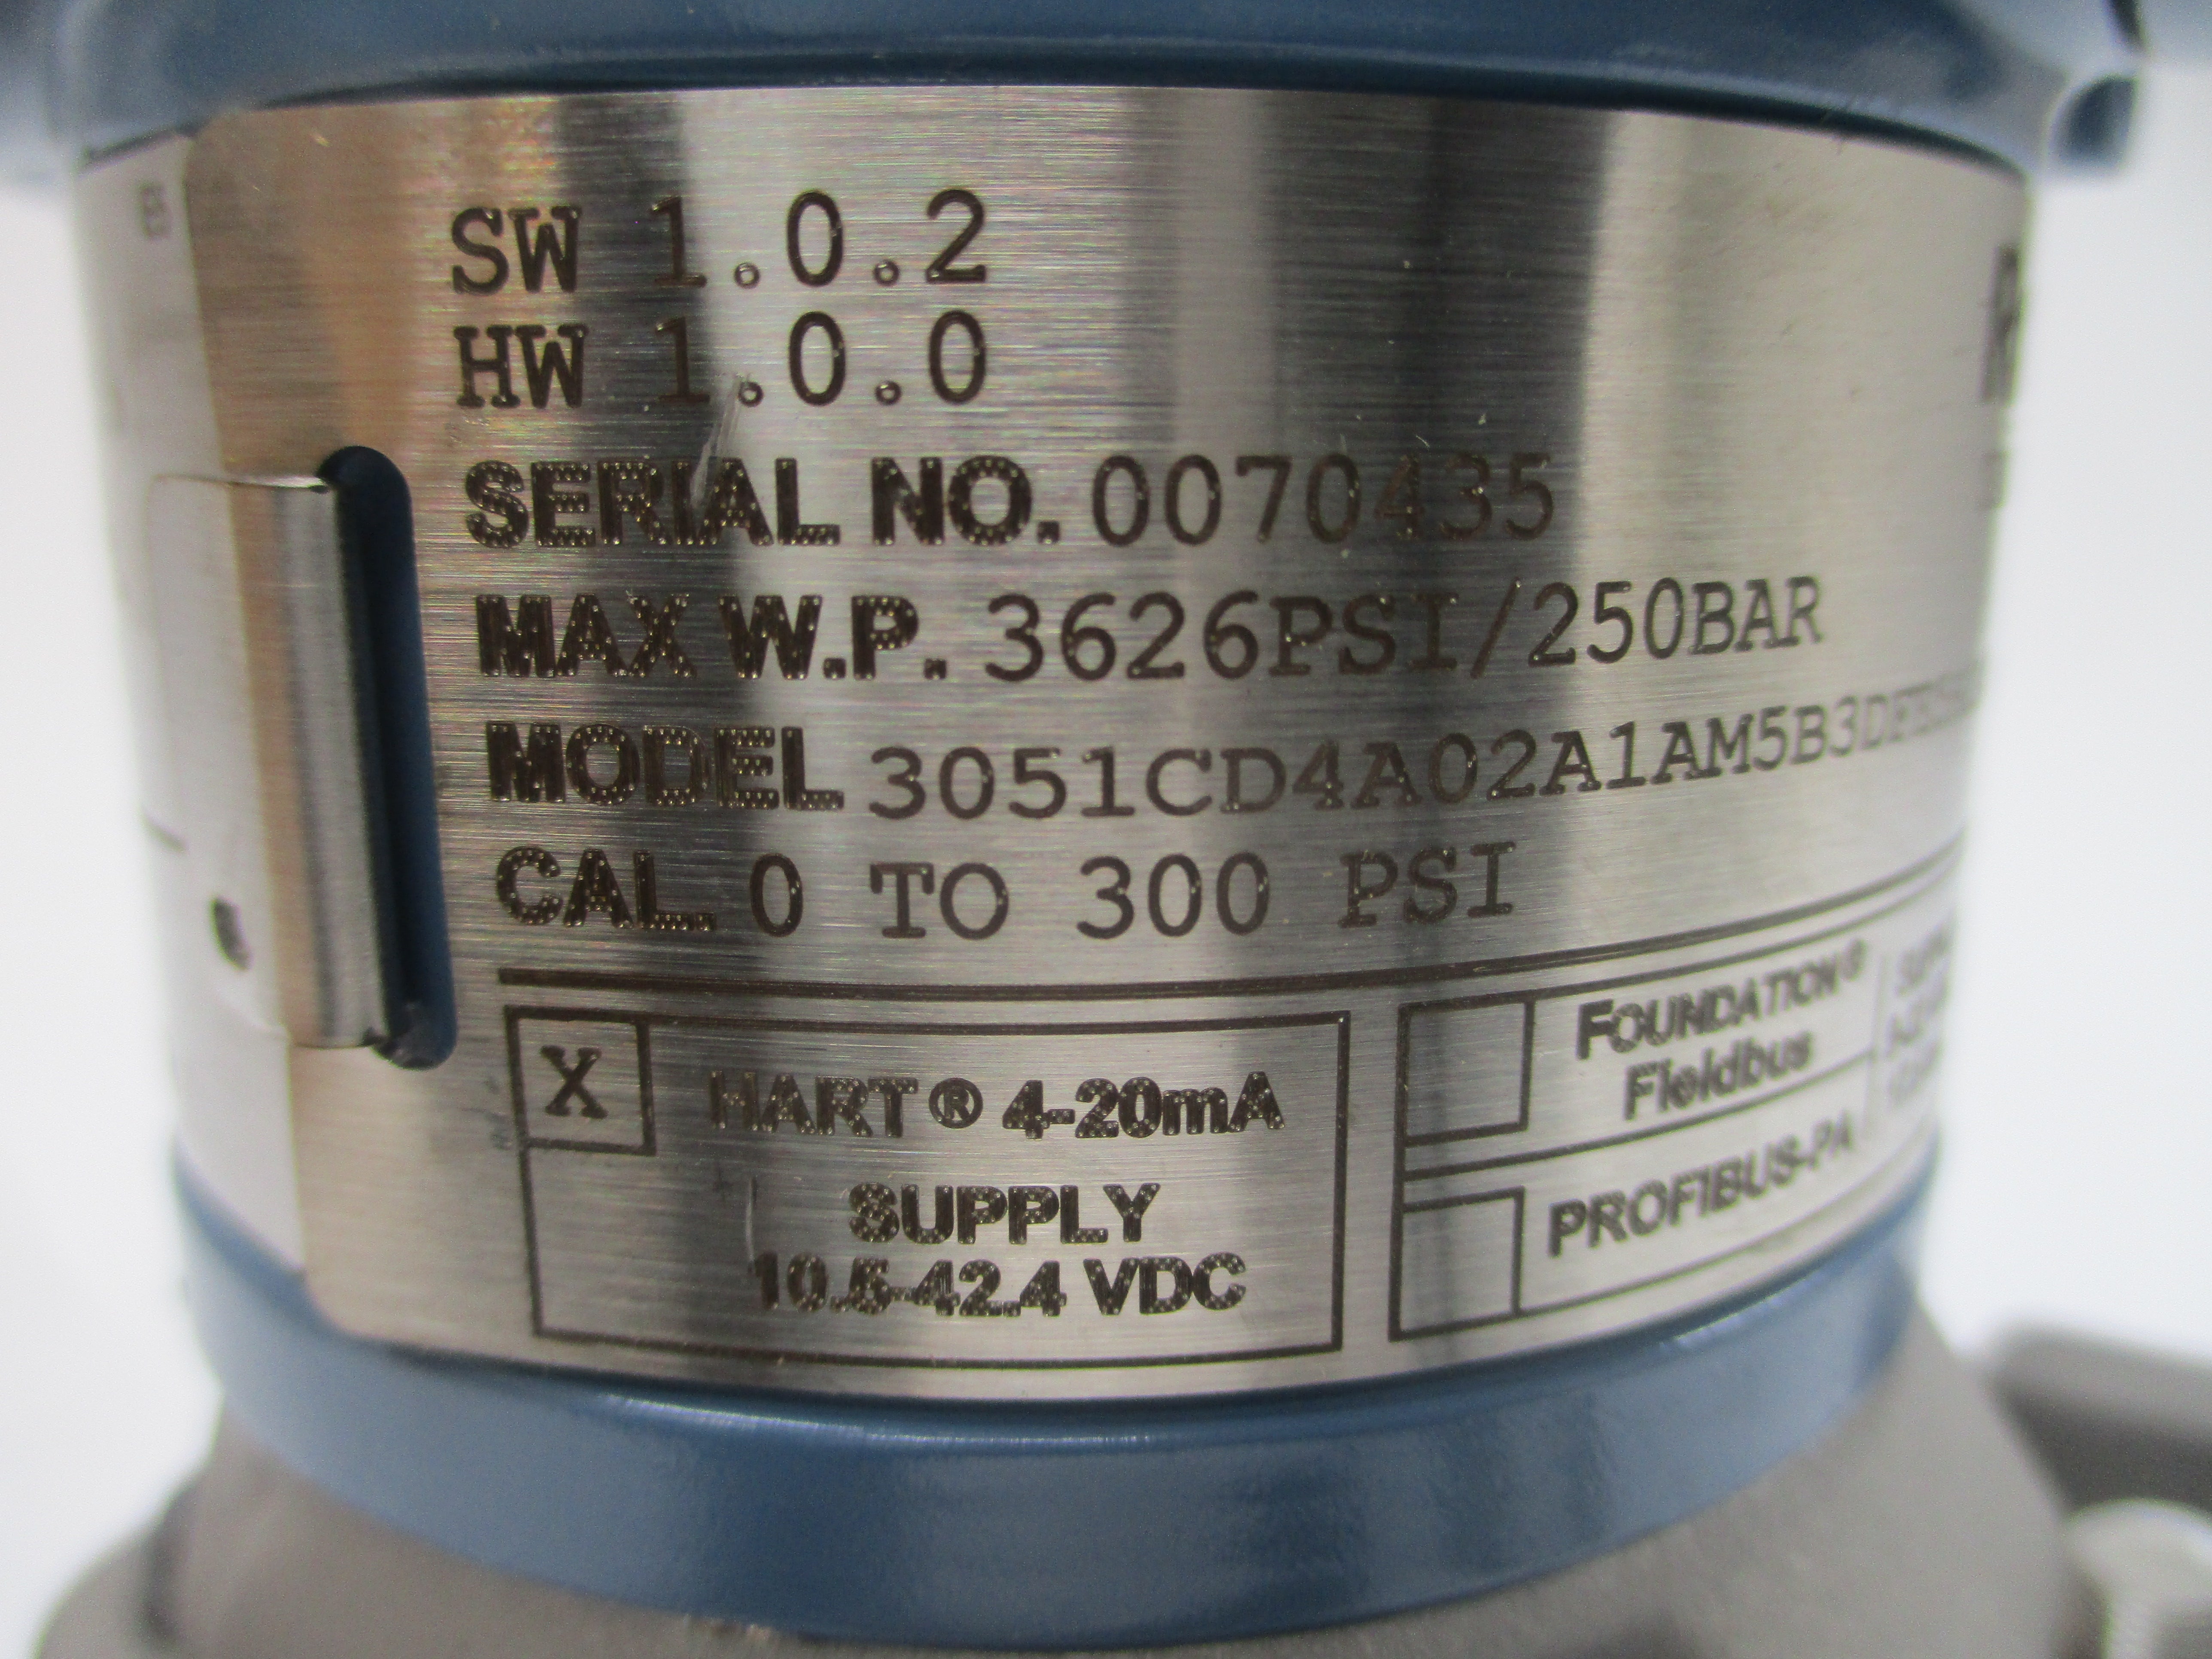 SW 1.0.2
HW 1.0.0
SERIAL NO. 0070435
MAX W.P. 3626PSI/250BAR
MODEL
CAL. 0 TO 300 PSI
X HART® 4-20mA
SUPPLY
10.5-42.4 VDC
FOUNDATION®
Fieldbus
PROFIBUS-PA